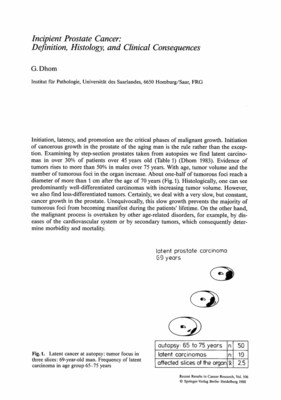 Incipient Prostate Cancer:
Definition, Histology, and Clinical Consequences
G. Dhom
Institut für Pathologie, Universität des Saarlandes, 6650 Homburg/Saar, FRG
Initiation, latency, and promotion are the critical phases of malignant growth. Initiation
of cancerous growth in the prostate of the aging man is the rule rather than the excep-
tion. Examining by step-section prostates taken from autopsies we find latent carcino-
mas in over 30% of patients over 45 years old (Table 1) (Dhom 1983). Evidence of
tumors rises to more than 50% in males over 75 years. With age, tumor volume and the
number of tumorous foci in the organ increase. About one-half of tumorous foci reach a
diameter of more than 1 cm after the age of 70 years (Fig. 1). Histologically, one can see
predominantly well-differentiated carcinomas with increasing tumor volume. However,
we also find less-differentiated tumors. Certainly, we deal with a very slow, but constant,
cancer growth in the prostate. Unequivocally, this slow growth prevents the majority of
tumorous foci from becoming manifest during the patients' lifetime. On the other hand,
the malignant process is overtaken by other age-related disorders, for example, by dis-
eases of the cardiovascular system or by secondary tumors, which consequently deter-
mine morbidity and mortality.
latent prostate carcinoma
69 years
autopsy: 65 to 75 years n 50
latent carcinomas n 19
affected slices of the organ x̄ 2.5
Fig. 1. Latent cancer at autopsy: tumor focus in
three slices: 69-year-old man. Frequency of latent
carcinoma in age group 65–75 years
Recent Results in Cancer Research, Vol. 106
© Springer-Verlag Berlin · Heidelberg 1988